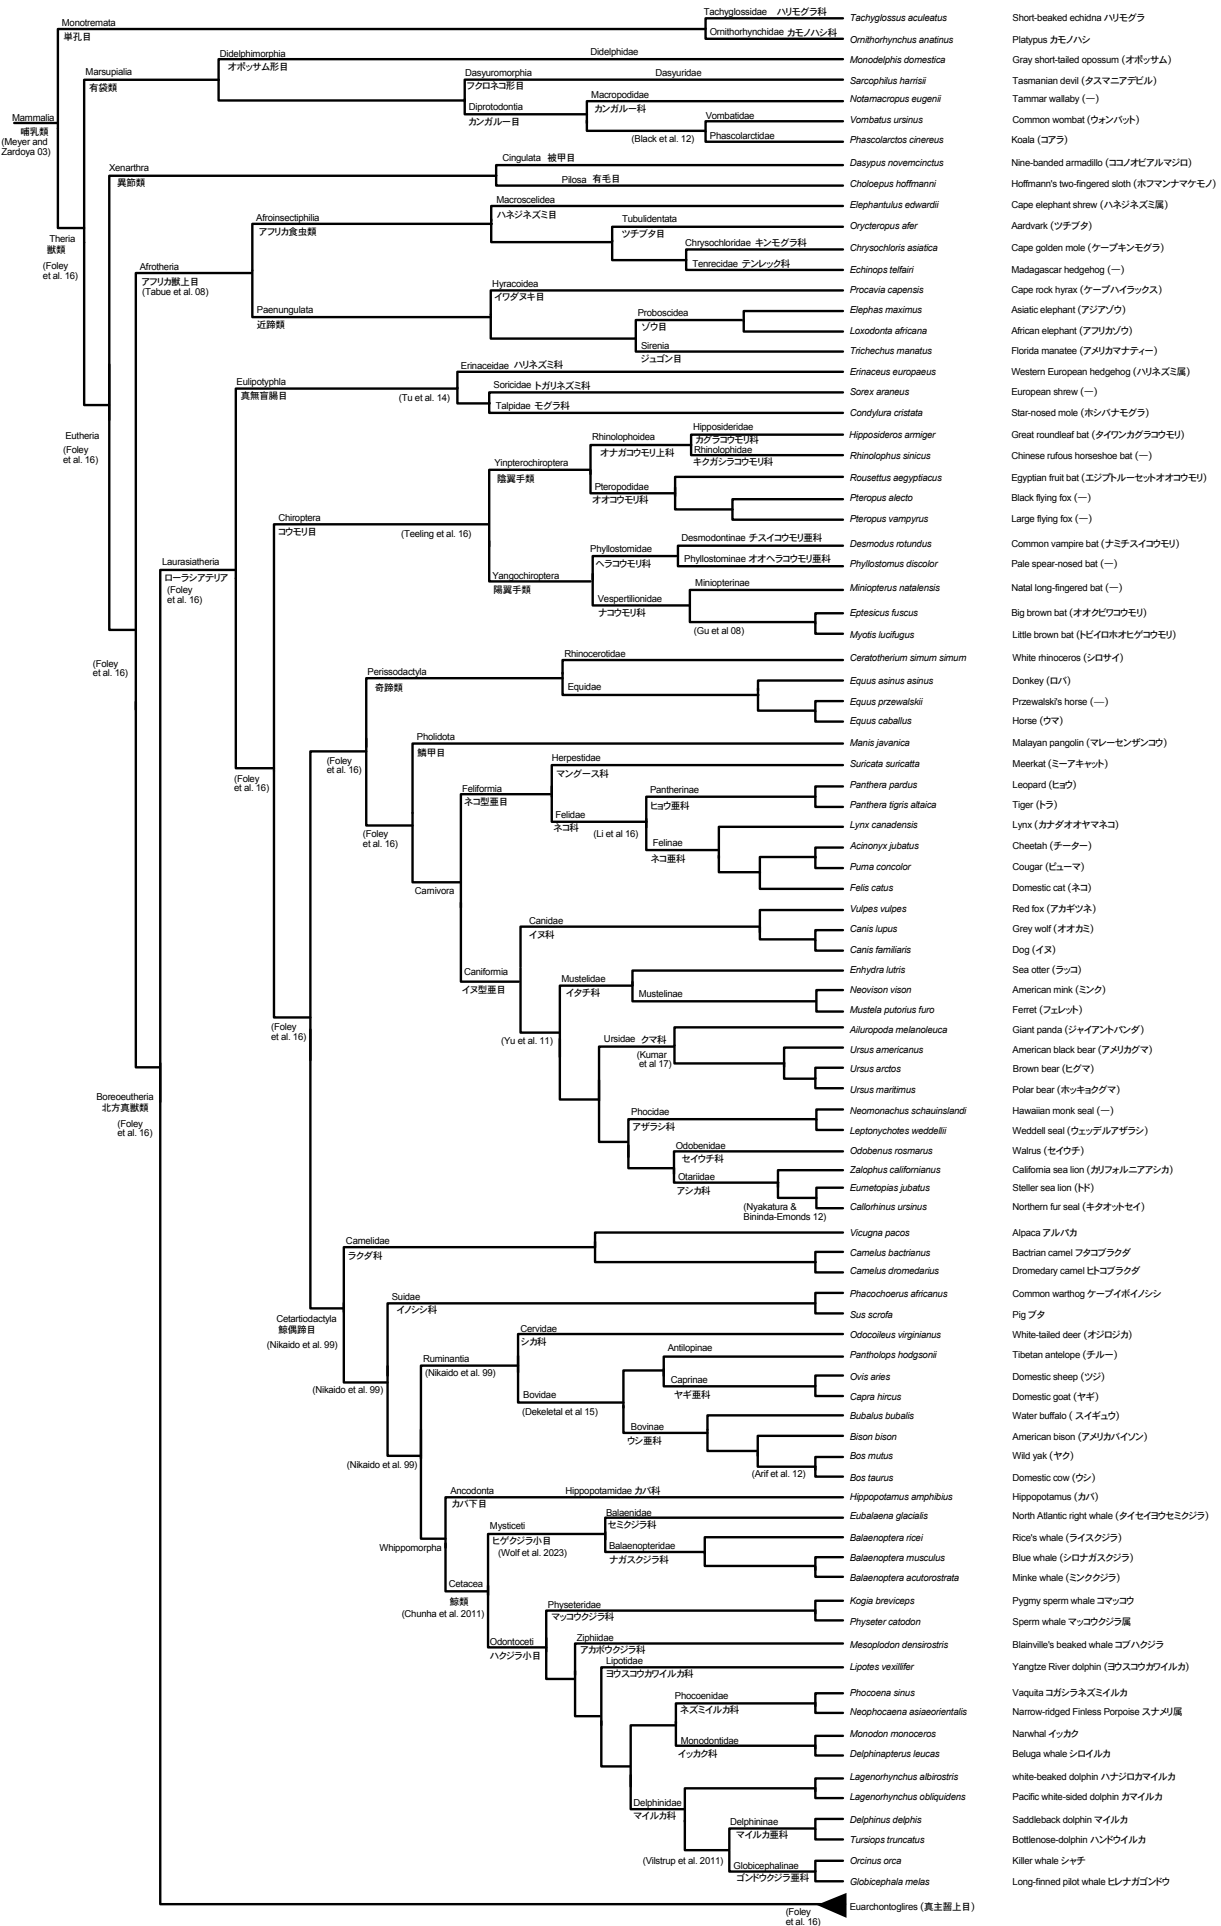 Tachyglossidae ハリモグラ科 Tachyglossus aculeatus Short-beaked echidna ハリモグラ
Monotremata
単孔目
Ornithorhynchidae カモノハシ科 Ornithorhynchus anatinus Platypus カモノハシ
Didelphimorphia Didelphidae Monodelphis domestica Gray short-tailed opossum (オポッサム)
オポッサム形目
Marsupialia
有袋類
Dasyuromorphia Dasyuridae Sarcophilus harrisii Tasmanian devil (タスマニアデビル)
フクロネコ形目
Macropodidae Notamacropus eugenii Tammar wallaby (—)
カンガルー科
Diprotodontia
カンガルー目
Vombatidae Vombatus ursinus Common wombat (ウォンバット)
(Black et al. 12) Phascolarctidae Phascolarctos cinereus Koala (コアラ)
Mammalia
哺乳類
(Meyer and
Zardoya 03)
Cingulata 被甲目 Dasypus novemcinctus Nine-banded armadillo (ココノオビアルマジロ)
Xenarthra
異節類
Pilosa 有毛目 Choloepus hoffmanni Hoffmann's two-fingered sloth (ホフマンナマケモノ)
Macroscelidea Elephantulus edwardii Cape elephant shrew (ハネジネズミ属)
ハネジネズミ目
Afroinsectiphilia
アフリカ食虫類
Tubulidentata Orycteropus afer Aardvark (ツチブタ)
ツチブタ目
Theria
獣類
(Foley
et al. 16)
Chrysochloridae キンモグラ科 Chrysochloris asiatica Cape golden mole (ケープキンモグラ)
Tenrecidae テンレック科 Echinops telfairi Madagascar hedgehog (—)
Afrotheria
アフリカ獣上目
(Tabue et al. 08)
Hyracoidea Procavia capensis Cape rock hyrax (ケープハイラックス)
イワダヌキ目
Paenungulata
近蹄類
Proboscidea Elephas maximus Asiatic elephant (アジアゾウ)
ゾウ目
Loxodonta africana African elephant (アフリカゾウ)
Sirenia Trichechus manatus Florida manatee (アメリカマナティー)
ジュゴン目
Erinaceidae ハリネズミ科 Erinaceus europaeus Western European hedgehog (ハリネズミ属)
Eulipotyphla
真無盲腸目
(Tu et al. 14)
Soricidae トガリネズミ科 Sorex araneus European shrew (—)
Talpidae モグラ科 Condylura cristata Star-nosed mole (ホシバナモグラ)
Eutheria
(Foley
et al. 16)
Hipposideridae Hipposideros armiger Great roundleaf bat (タイワンカグラコウモリ)
カグラコウモリ科
Rhinolophoidea
オナガコウモリ上科
Rhinolophidae Rhinolophus sinicus Chinese rufous horseshoe bat (—)
キクガシラコウモリ科
Yinpterochiroptera
陰翼手類
Pteropodidae Rousettus aegyptiacus Egyptian fruit bat (エジプトルーセットオオコウモリ)
オオコウモリ科
Pteropus alecto Black flying fox (—)
Pteropus vampyrus Large flying fox (—)
Chiroptera
コウモリ目
(Teeling et al. 16)
Desmodontinae チスイコウモリ亜科 Desmodus rotundus Common vampire bat (ナミチスイコウモリ)
Phyllostomidae
ヘラコウモリ科
Phyllostominae オオヘラコウモリ亜科 Phyllostomus discolor Pale spear-nosed bat (—)
Yangochiroptera
陽翼手類
Laurasiatheria
ローラシアテリア
(Foley
et al. 16)
Miniopterinae Miniopterus natalensis Natal long-fingered bat (—)
Vespertilionidae
ナコウモリ科
Eptesicus fuscus Big brown bat (オオクビワコウモリ)
(Gu et al 08) Myotis lucifugus Little brown bat (トビイロホオヒゲコウモリ)
(Foley
et al. 16)
Rhinocerotidae Ceratotherium simum simum White rhinoceros (シロサイ)
Perissodactyla
奇蹄類
Equidae Equus asinus asinus Donkey (ロバ)
Equus przewalskii Przewalski's horse (—)
Equus caballus Horse (ウマ)
Pholidota Manis javanica Malayan pangolin (マレーセンザンコウ)
鱗甲目
(Foley
et al. 16)
(Foley
et al. 16)
Herpestidae Suricata suricatta Meerkat (ミーアキャット)
マングース科
Feliformia
ネコ型亜目
Pantherinae Panthera pardus Leopard (ヒョウ)
ヒョウ亜科
Panthera tigris altaica Tiger (トラ)
Felidae
ネコ科
(Li et al 16)
(Foley
et al. 16)
Lynx canadensis Lynx (カナダオオヤマネコ)
Felinae Acinonyx jubatus Cheetah (チーター)
ネコ亜科
Puma concolor Cougar (ピューマ)
Felis catus Domestic cat (ネコ)
Carnivora
Vulpes vulpes Red fox (アカギツネ)
Canidae
イヌ科
Canis lupus Grey wolf (オオカミ)
Canis familiaris Dog (イヌ)
Caniformia
イヌ型亜目
Mustelidae Enhydra lutris Sea otter (ラッコ)
イタチ科
Mustelinae Neovison vison American mink (ミンク)
Mustela putorius furo Ferret (フェレット)
(Foley
et al. 16)
(Yu et al. 11)
Ursidae クマ科 Ailuropoda melanoleuca Giant panda (ジャイアントパンダ)
(Kumar
et al 17)
Ursus americanus American black bear (アメリカグマ)
Ursus arctos Brown bear (ヒグマ)
Ursus maritimus Polar bear (ホッキョクグマ)
Boreoeutheria
北方真獣類
(Foley
et al. 16)
Phocidae Neomonachus schauinslandi Hawaiian monk seal (—)
アザラシ科
Leptonychotes weddellii Weddell seal (ウェッデルアザラシ)
Odobenidae Odobenus rosmarus Walrus (セイウチ)
セイウチ科
Otariidae Zalophus californianus California sea lion (カリフォルニアアシカ)
アシカ科
Eumetopias jubatus Steller sea lion (トド)
(Nyakatura &
Bininda-Emonds 12)
Callorhinus ursinus Northern fur seal (キタオットセイ)
Camelidae Vicugna pacos Alpaca アルパカ
ラクダ科
Camelus bactrianus Bactrian camel フタコブラクダ
Camelus dromedarius Dromedary camel ヒトコブラクダ
Suidae Phacochoerus africanus Common warthog ケープイボイノシシ
イノシシ科
Sus scrofa Pig ブタ
Cetartiodactyla
鯨偶蹄目
(Nikaido et al. 99)
Cervidae Odocoileus virginianus White-tailed deer (オジロジカ)
シカ科
Ruminantia
(Nikaido et al. 99)
Antilopinae Pantholops hodgsonii Tibetan antelope (チルー)
(Nikaido et al. 99)
Caprinae Ovis aries Domestic sheep (ツジ)
ヤギ亜科
Capra hircus Domestic goat (ヤギ)
Bovidae
(Dekeletal et al 15)
Bovinae Bubalus bubalis Water buffalo ( スイギュウ)
ウシ亜科
Bison bison American bison (アメリカバイソン)
(Nikaido et al. 99)
Bos mutus Wild yak (ヤク)
(Arif et al. 12) Bos taurus Domestic cow (ウシ)
Ancodonta Hippopotamidae カバ科 Hippopotamus amphibius Hippopotamus (カバ)
カバ下目
Balaenidae Eubalaena glacialis North Atlantic right whale (タイセイヨウセミクジラ)
セミクジラ科
Mysticeti
ヒゲクジラ小目
(Wolf et al. 2023)
Whippomorpha
Balaenopteridae Balaenoptera ricei Rice's whale (ライスクジラ)
ナガスクジラ科
Balaenoptera musculus Blue whale (シロナガスクジラ)
Balaenoptera acutorostrata Minke whale (ミンククジラ)
Cetacea
鯨類
(Chunha et al. 2011)
Physeteridae Kogia breviceps Pygmy sperm whale コマッコウ
マッコウクジラ科
Physeter catodon Sperm whale マッコウクジラ属
Odontoceti
ハクジラ小目
Ziphiidae Mesoplodon densirostris Blainville's beaked whale コブハクジラ
アカボウクジラ科
Lipotidae Lipotes vexillifer Yangtze River dolphin (ヨウスコウカワイルカ)
ヨウスコウカワイルカ科
Phocoenidae Phocoena sinus Vaquita コガシラネズミイルカ
ネズミイルカ科
Neophocaena asiaeorientalis Narrow-ridged Finless Porpoise スナメリ属
Monodontidae Monodon monoceros Narwhal イッカク
イッカク科
Delphinapterus leucas Beluga whale シロイルカ
Lagenorhynchus albirostris white-beaked dolphin ハナジロカマイルカ
Delphinidae
マイルカ科
Lagenorhynchus obliquidens Pacific white-sided dolphin カマイルカ
Delphininae Delphinus delphis Saddleback dolphin マイルカ
マイルカ亜科
Tursiops truncatus Bottlenose-dolphin ハンドウイルカ
(Vilstrup et al. 2011)
Globicephalinae Orcinus orca Killer whale シャチ
ゴンドウクジラ亜科
Globicephala melas Long-finned pilot whale ヒレナガゴンドウ
Euarchontoglires (真主齧上目)
(Foley
et al. 16)